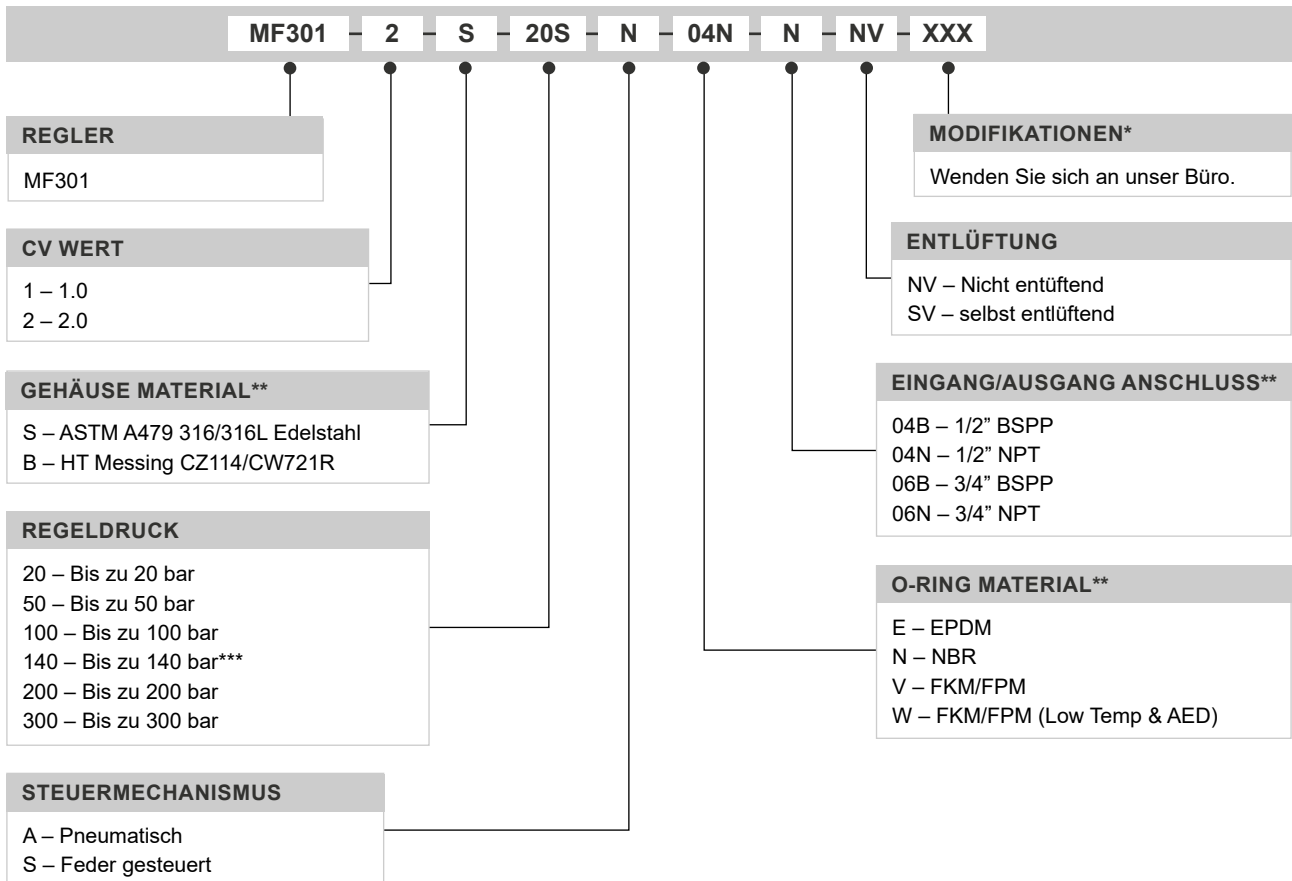 MF301 – 2 – S – 20S – N – 04N – N – NV – XXX
REGLER
MF301
CV WERT
1 – 1.0
2 – 2.0
GEHÄUSE MATERIAL**
S – ASTM A479 316/316L Edelstahl
B – HT Messing CZ114/CW721R
REGELDRUCK
20 – Bis zu 20 bar
50 – Bis zu 50 bar
100 – Bis zu 100 bar
140 – Bis zu 140 bar***
200 – Bis zu 200 bar
300 – Bis zu 300 bar
STEUERMECHANISMUS
A – Pneumatisch
S – Feder gesteuert
MODIFIKATIONEN*
Wenden Sie sich an unser Büro.
ENTLÜFTUNG
NV – Nicht entüftend
SV – selbst entlüftend
EINGANG/AUSGANG ANSCHLUSS**
04B – 1/2” BSPP
04N – 1/2” NPT
06B – 3/4” BSPP
06N – 3/4” NPT
O-RING MATERIAL**
E – EPDM
N – NBR
V – FKM/FPM
W – FKM/FPM (Low Temp & AED)